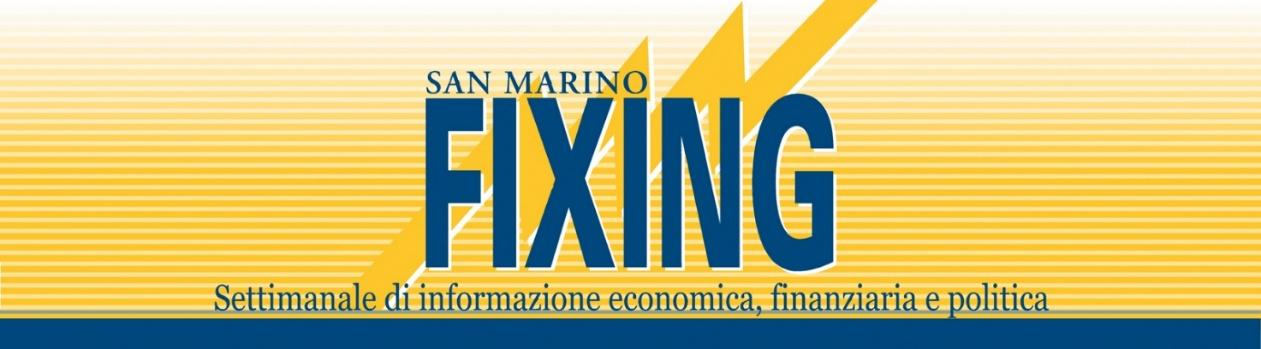 SAN MARINO
FIXING
Settimanale di informazione economica, finanziaria e politica